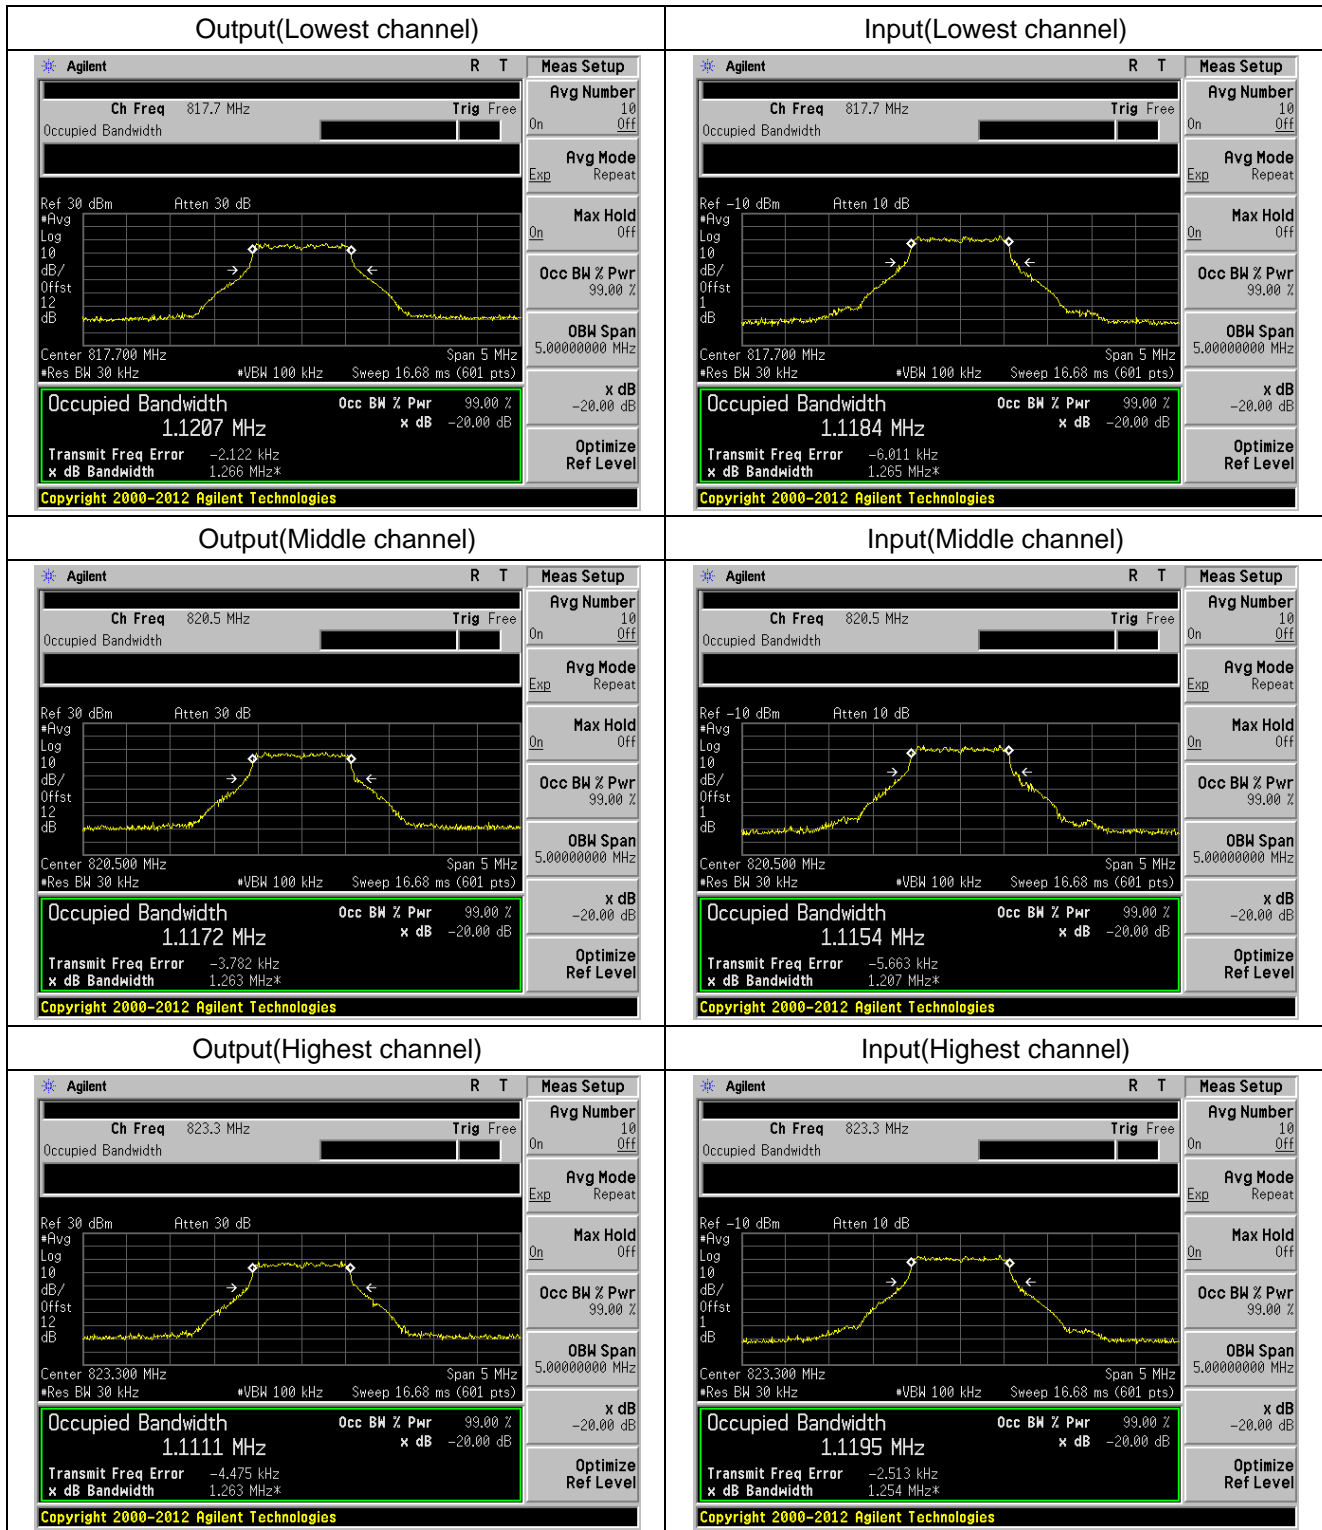 Output(Lowest channel)
Agilent R T Meas Setup
Ch Freq 817.7 MHz Trig Free
Occupied Bandwidth
Avg Number
10
On Off
Avg Mode
Exp Repeat
Ref 30 dBm Atten 30 dB
#Avg
Log
10
dB/
Offst
12
dB
Max Hold
On Off
Occ BW % Pwr
99.00 %
OBW Span
5.00000000 MHz
Center 817.700 MHz Span 5 MHz
#Res BW 30 kHz #VBW 100 kHz Sweep 16.68 ms (601 pts)
x dB
-20.00 dB
Occupied Bandwidth Occ BW % Pwr 99.00 %
1.1207 MHz x dB -20.00 dB
Optimize
Ref Level
Transmit Freq Error -2.122 kHz
x dB Bandwidth 1.266 MHz*
Copyright 2000-2012 Agilent Technologies
Input(Lowest channel)
Agilent R T Meas Setup
Ch Freq 817.7 MHz Trig Free
Occupied Bandwidth
Avg Number
10
On Off
Avg Mode
Exp Repeat
Ref -10 dBm Atten 10 dB
#Avg
Log
10
dB/
Offst
1
dB
Max Hold
On Off
Occ BW % Pwr
99.00 %
OBW Span
5.00000000 MHz
Center 817.700 MHz Span 5 MHz
#Res BW 30 kHz #VBW 100 kHz Sweep 16.68 ms (601 pts)
x dB
-20.00 dB
Occupied Bandwidth Occ BW % Pwr 99.00 %
1.1184 MHz x dB -20.00 dB
Optimize
Ref Level
Transmit Freq Error -6.011 kHz
x dB Bandwidth 1.265 MHz*
Copyright 2000-2012 Agilent Technologies
Output(Middle channel)
Agilent R T Meas Setup
Ch Freq 820.5 MHz Trig Free
Occupied Bandwidth
Avg Number
10
On Off
Avg Mode
Exp Repeat
Ref 30 dBm Atten 30 dB
#Avg
Log
10
dB/
Offst
12
dB
Max Hold
On Off
Occ BW % Pwr
99.00 %
OBW Span
5.00000000 MHz
Center 820.500 MHz Span 5 MHz
#Res BW 30 kHz #VBW 100 kHz Sweep 16.68 ms (601 pts)
x dB
-20.00 dB
Occupied Bandwidth Occ BW % Pwr 99.00 %
1.1172 MHz x dB -20.00 dB
Optimize
Ref Level
Transmit Freq Error -3.782 kHz
x dB Bandwidth 1.263 MHz*
Copyright 2000-2012 Agilent Technologies
Input(Middle channel)
Agilent R T Meas Setup
Ch Freq 820.5 MHz Trig Free
Occupied Bandwidth
Avg Number
10
On Off
Avg Mode
Exp Repeat
Ref -10 dBm Atten 10 dB
#Avg
Log
10
dB/
Offst
1
dB
Max Hold
On Off
Occ BW % Pwr
99.00 %
OBW Span
5.00000000 MHz
Center 820.500 MHz Span 5 MHz
#Res BW 30 kHz #VBW 100 kHz Sweep 16.68 ms (601 pts)
x dB
-20.00 dB
Occupied Bandwidth Occ BW % Pwr 99.00 %
1.1154 MHz x dB -20.00 dB
Optimize
Ref Level
Transmit Freq Error -5.663 kHz
x dB Bandwidth 1.207 MHz*
Copyright 2000-2012 Agilent Technologies
Output(Highest channel)
Agilent R T Meas Setup
Ch Freq 823.3 MHz Trig Free
Occupied Bandwidth
Avg Number
10
On Off
Avg Mode
Exp Repeat
Ref 30 dBm Atten 30 dB
#Avg
Log
10
dB/
Offst
12
dB
Max Hold
On Off
Occ BW % Pwr
99.00 %
OBW Span
5.00000000 MHz
Center 823.300 MHz Span 5 MHz
#Res BW 30 kHz #VBW 100 kHz Sweep 16.68 ms (601 pts)
x dB
-20.00 dB
Occupied Bandwidth Occ BW % Pwr 99.00 %
1.1111 MHz x dB -20.00 dB
Optimize
Ref Level
Transmit Freq Error -4.475 kHz
x dB Bandwidth 1.263 MHz*
Copyright 2000-2012 Agilent Technologies
Input(Highest channel)
Agilent R T Meas Setup
Ch Freq 823.3 MHz Trig Free
Occupied Bandwidth
Avg Number
10
On Off
Avg Mode
Exp Repeat
Ref -10 dBm Atten 10 dB
#Avg
Log
10
dB/
Offst
1
dB
Max Hold
On Off
Occ BW % Pwr
99.00 %
OBW Span
5.00000000 MHz
Center 823.300 MHz Span 5 MHz
#Res BW 30 kHz #VBW 100 kHz Sweep 16.68 ms (601 pts)
x dB
-20.00 dB
Occupied Bandwidth Occ BW % Pwr 99.00 %
1.1195 MHz x dB -20.00 dB
Optimize
Ref Level
Transmit Freq Error -2.513 kHz
x dB Bandwidth 1.254 MHz*
Copyright 2000-2012 Agilent Technologies